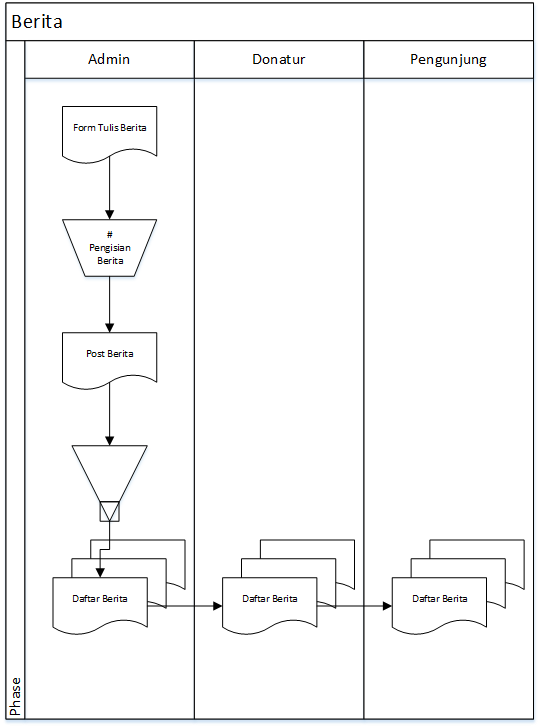 Berita
Admin
Donatur
Pengunjung
Form Tulis Berita
#
Pengisian
Berita
Post Berita
Daftar Berita
Daftar Berita
Daftar Berita
Phase